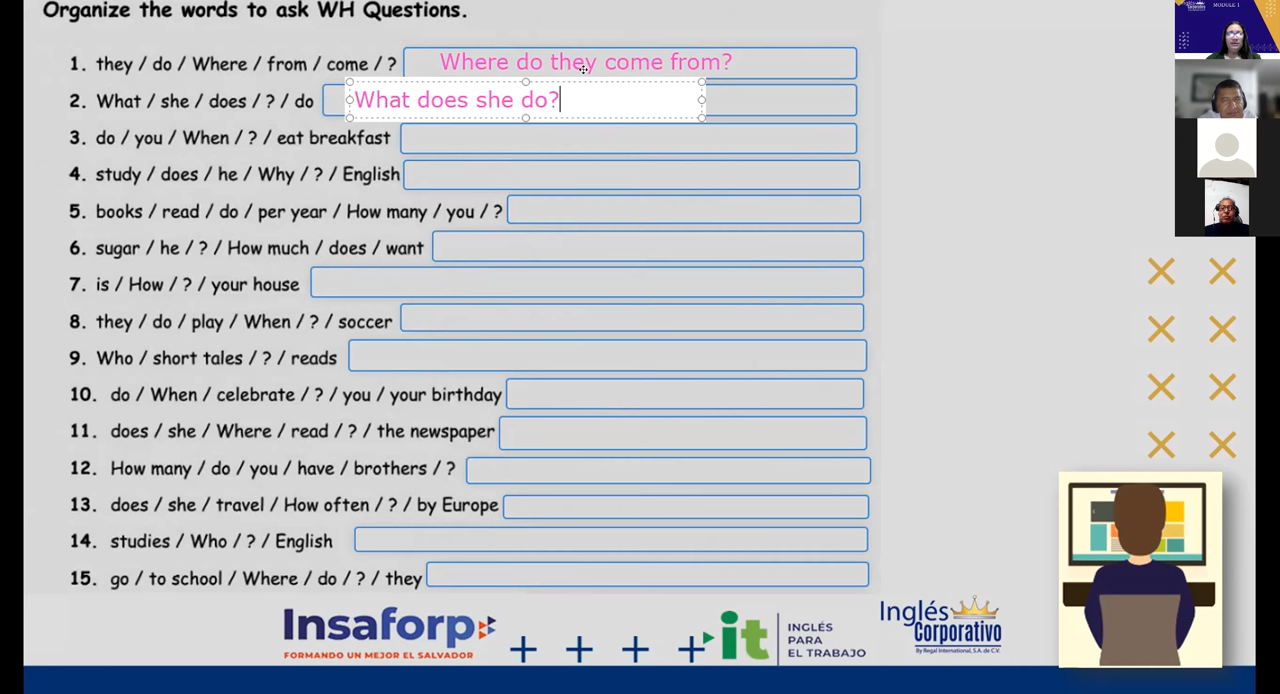 Organize the words to ask WH Questions.
MODULE 1
1. they / do / Where / from / come / ? Where do they come from?
2. What / she / does / ? / do What does she do?
3. do / you / When / ? / eat breakfast
4. study / does / he / Why / ? / English
5. books / read / do / per year / How many / you / ?
6. sugar / he / ? / How much / does / want
7. is / How / ? / your house
8. they / do / play / When / ? / soccer
9. Who / short tales / ? / reads
10. do / When / celebrate / ? / you / your birthday
11. does / she / Where / read / ? / the newspaper
12. How many / do / you / have / brothers / ?
13. does / she / travel / How often / ? / by Europe
14. studies / Who / ? / English
15. go / to school / Where / do / ? / they
Insaforp
FORMANDO UN MEJOR EL SALVADOR
it
INGLÉS
PARA
EL TRABAJO
Inglés
Corporativo
By Regal International, S.A. de C.V.